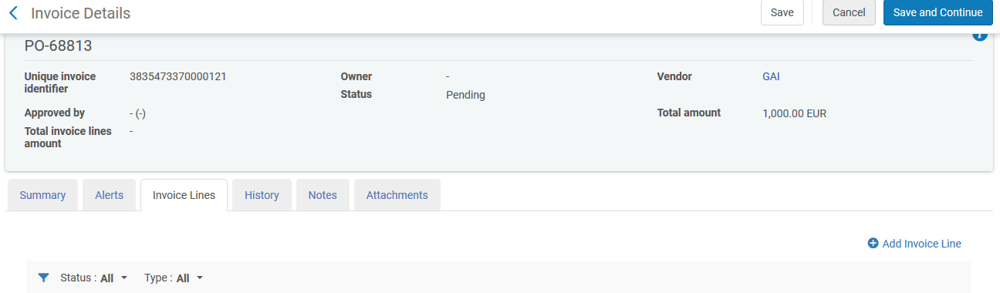 Invoice Details
Save
Cancel
Save and Continue
PO-68813
Unique invoice identifier 3835473370000121
Owner -
Vendor GAI
Status Pending
Approved by - (-)
Total amount 1,000.00 EUR
Total invoice lines amount -
Summary
Alerts
Invoice Lines
History
Notes
Attachments
Add Invoice Line
Status : All
Type : All